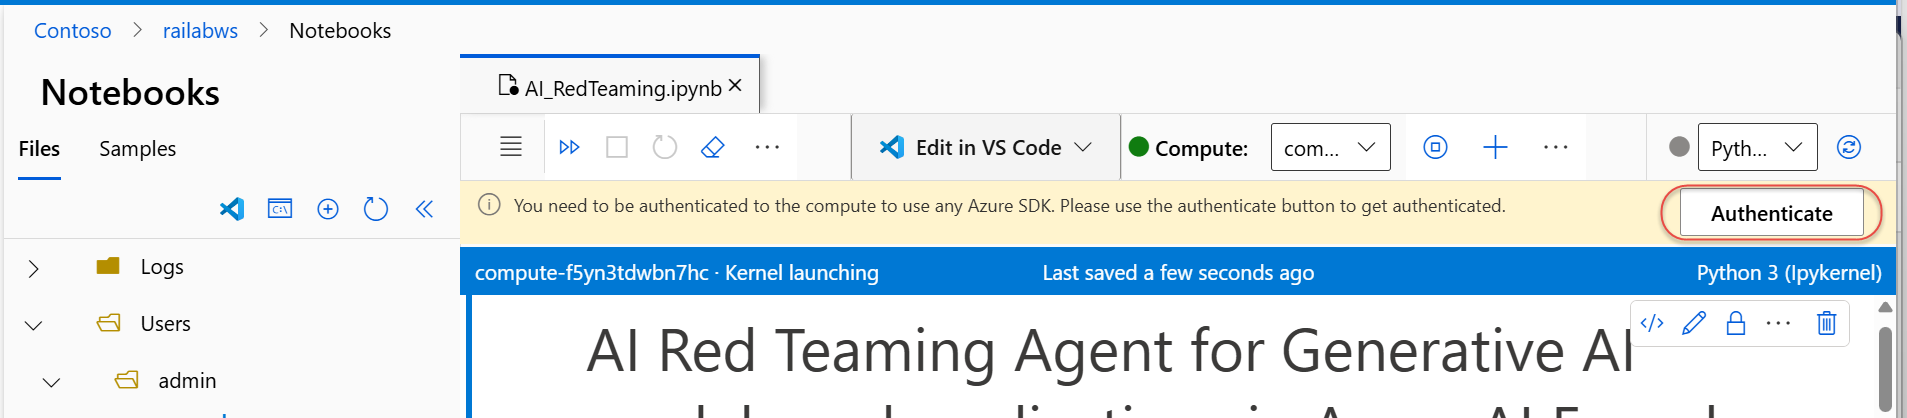 Contoso > railabws > Notebooks
Notebooks
Files Samples
Logs
Users
admin
AI_RedTeaming.ipynb
Edit in VS Code
Compute: com...
Pyth...
You need to be authenticated to the compute to use any Azure SDK. Please use the authenticate button to get authenticated.
Authenticate
compute-f5yn3tdwbn7hc · Kernel launching
Last saved a few seconds ago
Python 3 (Ipykernel)
AI Red Teaming Agent for Generative AI